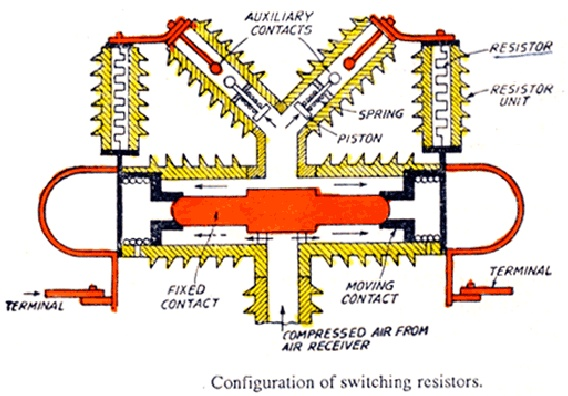 AUXILIARY
CONTACTS
RESISTOR
RESISTOR
UNIT
SPRING
PISTON
FIXED
CONTACT
MOVING
CONTACT
TERMINAL
TERMINAL
COMPRESSED AIR FROM
AIR RECEIVER
Configuration of switching resistors.